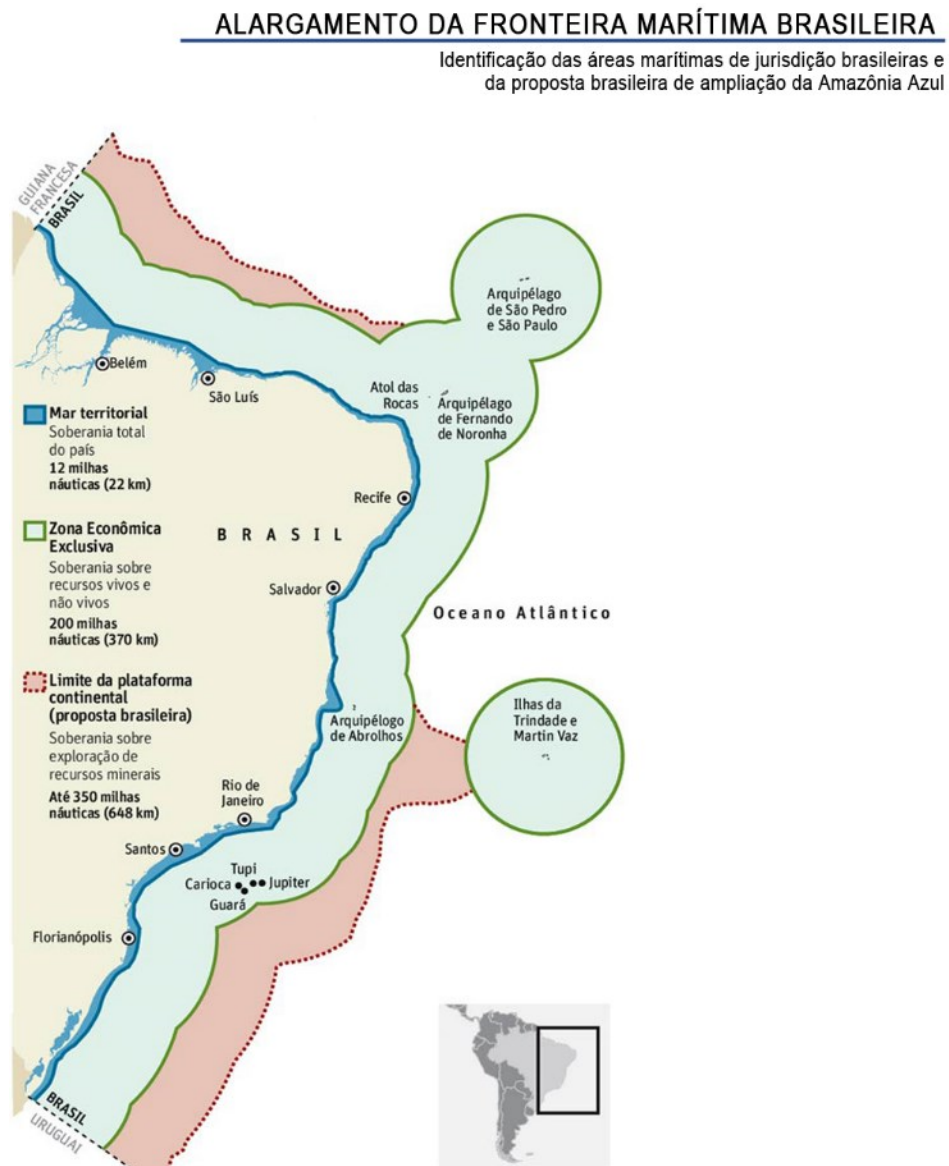 ALARGAMENTO DA FRONTEIRA MARÍTIMA BRASILEIRA
Identificação das áreas marítimas de jurisdição brasileiras e
da proposta brasileira de ampliação da Amazônia Azul
GUIANA
FRANCESA
BRASIL
Arquipélago
de São Pedro
e São Paulo
Belém
São Luís
Atol das
Rocas
Arquipélago
de Fernando
de Noronha
Mar territorial
Soberania total
do país
12 milhas
náuticas (22 km)
Recife
BRASIL
Zona Econômica
Exclusiva
Soberania sobre
recursos vivos e
não vivos
200 milhas
náuticas (370 km)
Salvador
Oceano Atlântico
Limite da plataforma
continental
(proposta brasileira)
Soberania sobre
exploração de
recursos minerais
Até 350 milhas
náuticas (648 km)
Arquipélogo
de Abrolhos
Ilhas da
Trindade e
Martin Vaz
Rio de
Janeiro
Santos
Tupi
Carioca
Jupiter
Guará
Florianópolis
BRASIL
URUGUAI